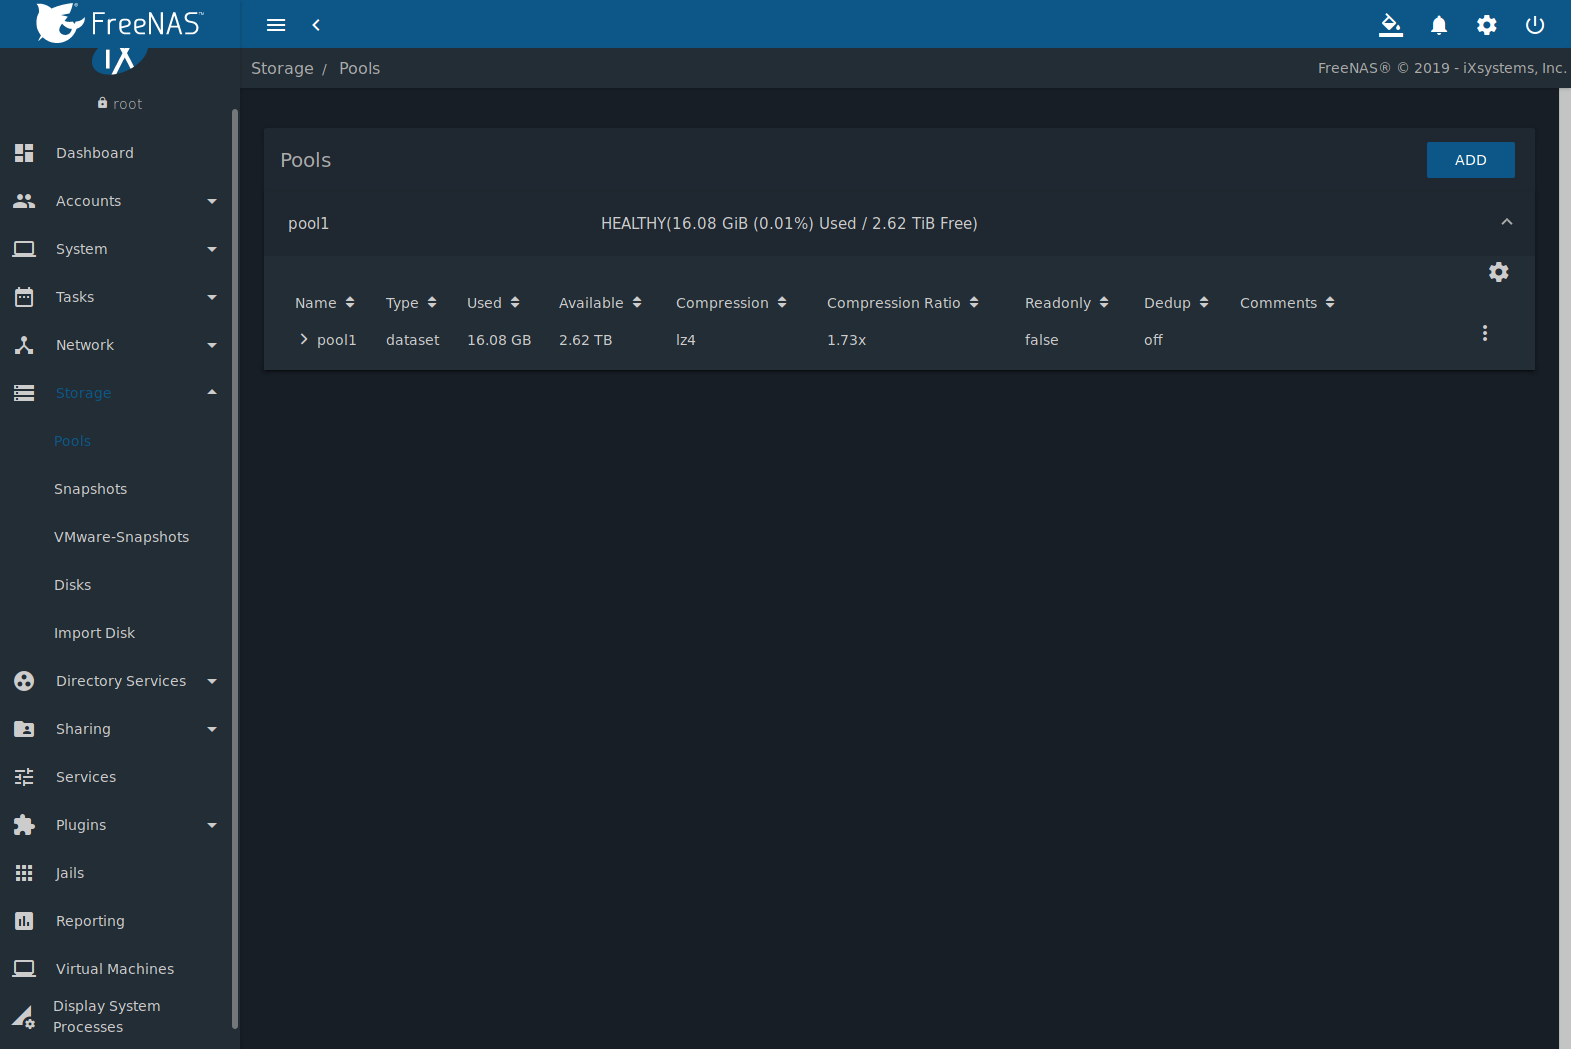 FreeNAS®™
iX
root
Dashboard
Accounts
System
Tasks
Network
Storage
Pools
Snapshots
VMware-Snapshots
Disks
Import Disk
Directory Services
Sharing
Services
Plugins
Jails
Reporting
Virtual Machines
Display System
Processes
Storage / Pools
FreeNAS® © 2019 - iXsystems, Inc.
Pools
ADD
pool1 HEALTHY(16.08 GiB (0.01%) Used / 2.62 TiB Free)
Name Type Used Available Compression Compression Ratio Readonly Dedup Comments
pool1 dataset 16.08 GB 2.62 TB lz4 1.73x false off